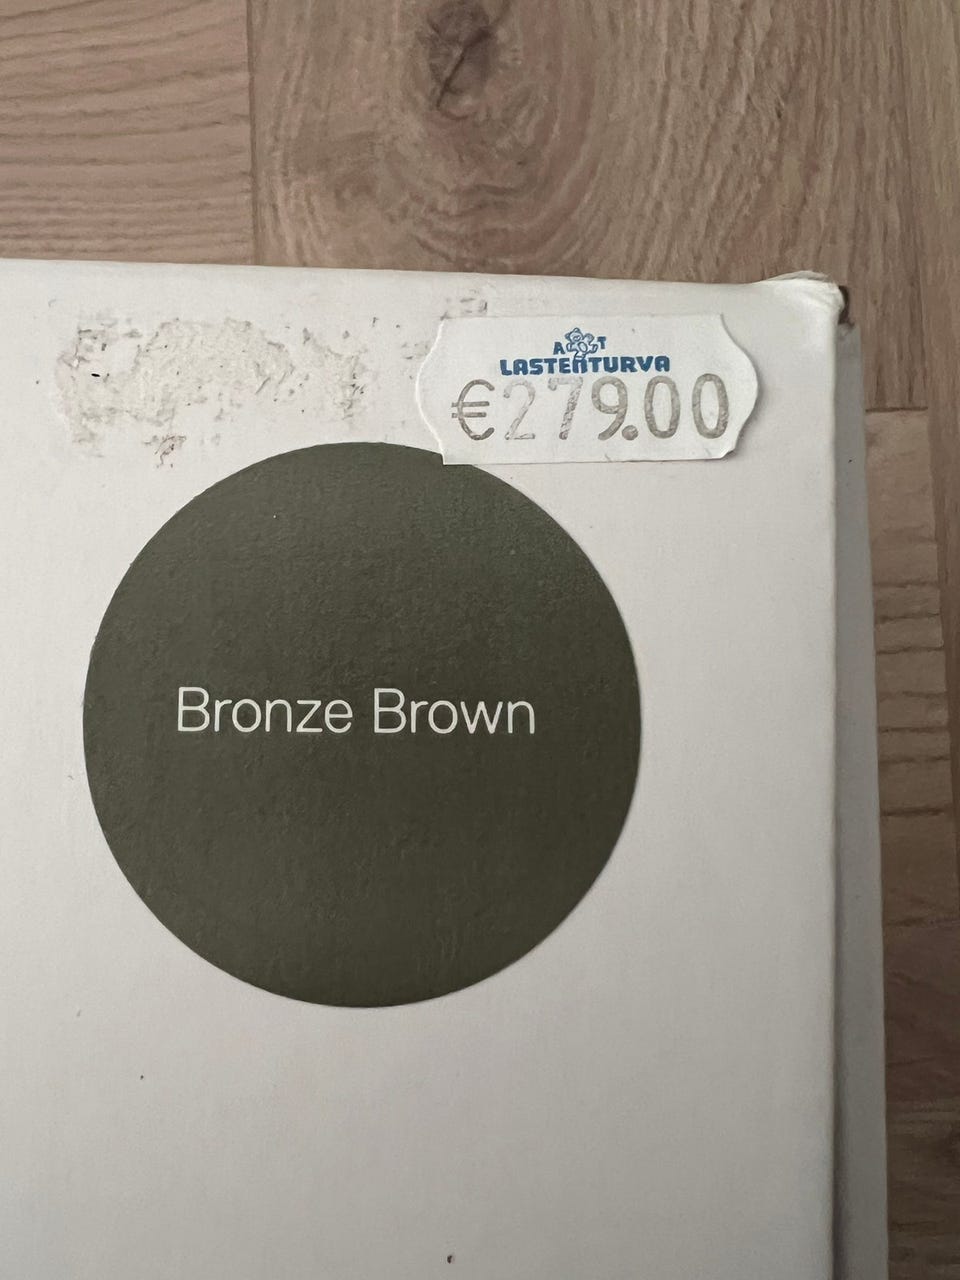 A T
LASTENTURVA
€279.00
Bronze Brown